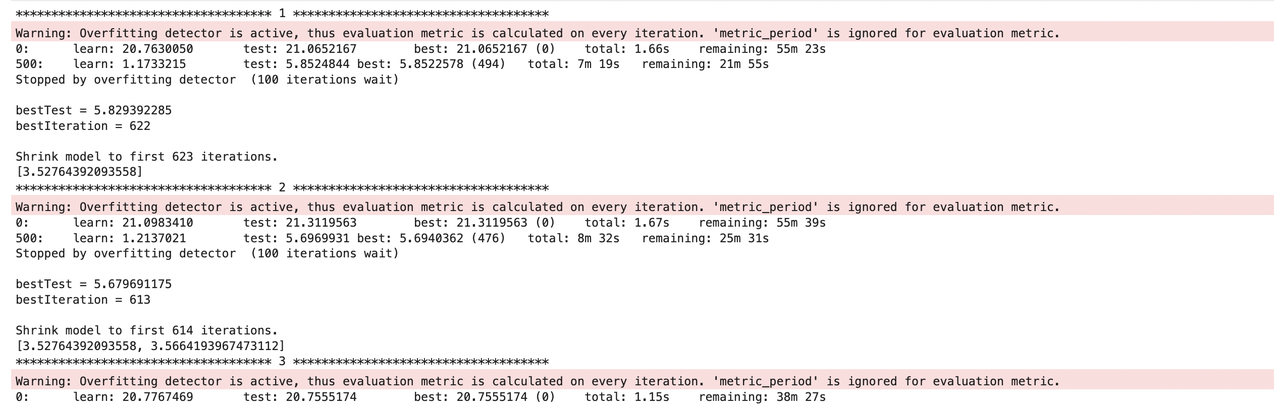 ************************************ 1 ************************************
Warning: Overfitting detector is active, thus evaluation metric is calculated on every iteration. 'metric_period' is ignored for evaluation metric.
0: learn: 20.7630050 test: 21.0652167 best: 21.0652167 (0) total: 1.66s remaining: 55m 23s
500: learn: 1.1733215 test: 5.8524844 best: 5.8522578 (494) total: 7m 19s remaining: 21m 55s
Stopped by overfitting detector  (100 iterations wait)

bestTest = 5.829392285
bestIteration = 622

Shrink model to first 623 iterations.
[3.52764392093558]
************************************ 2 ************************************
Warning: Overfitting detector is active, thus evaluation metric is calculated on every iteration. 'metric_period' is ignored for evaluation metric.
0: learn: 21.0983410 test: 21.3119563 best: 21.3119563 (0) total: 1.67s remaining: 55m 39s
500: learn: 1.2137021 test: 5.6969931 best: 5.6940362 (476) total: 8m 32s remaining: 25m 31s
Stopped by overfitting detector  (100 iterations wait)

bestTest = 5.679691175
bestIteration = 613

Shrink model to first 614 iterations.
[3.52764392093558, 3.5664193967473112]
************************************ 3 ************************************
Warning: Overfitting detector is active, thus evaluation metric is calculated on every iteration. 'metric_period' is ignored for evaluation metric.
0: learn: 20.7767469 test: 20.7555174 best: 20.7555174 (0) total: 1.15s remaining: 38m 27s